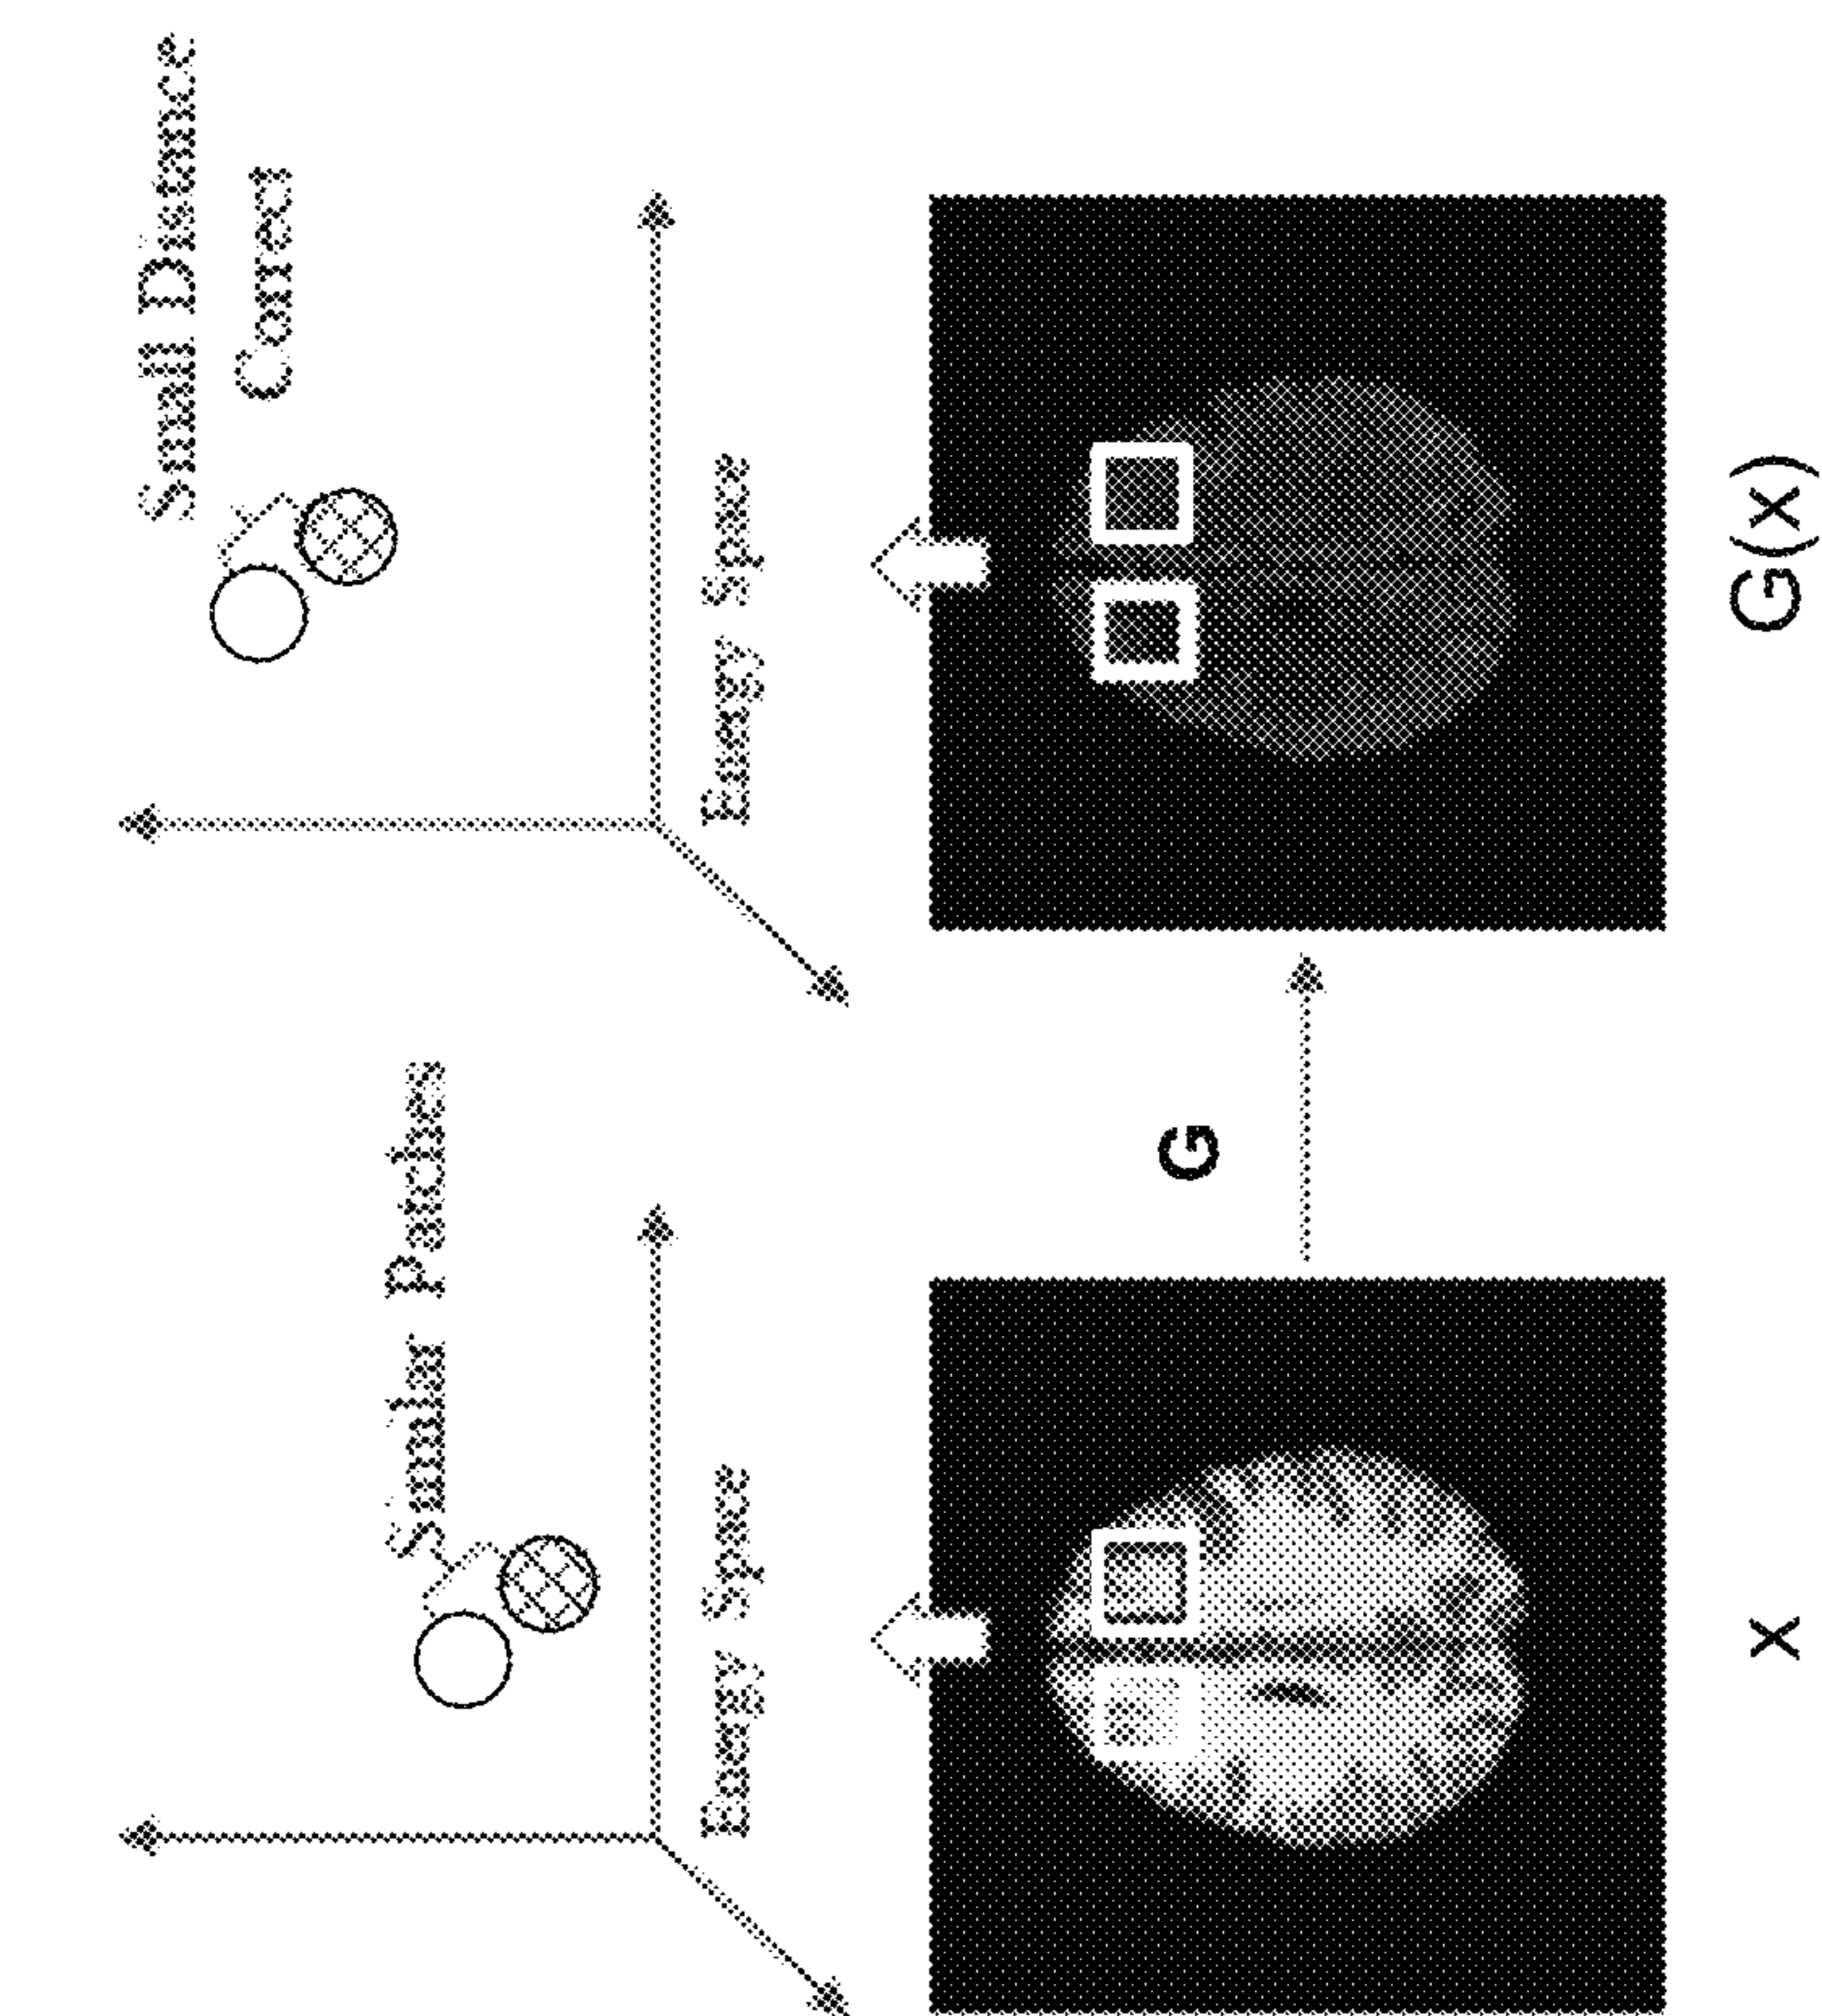 Similar Patches
Small Distance
Correct
Energy Space
Energy Space
G
X
G(x)